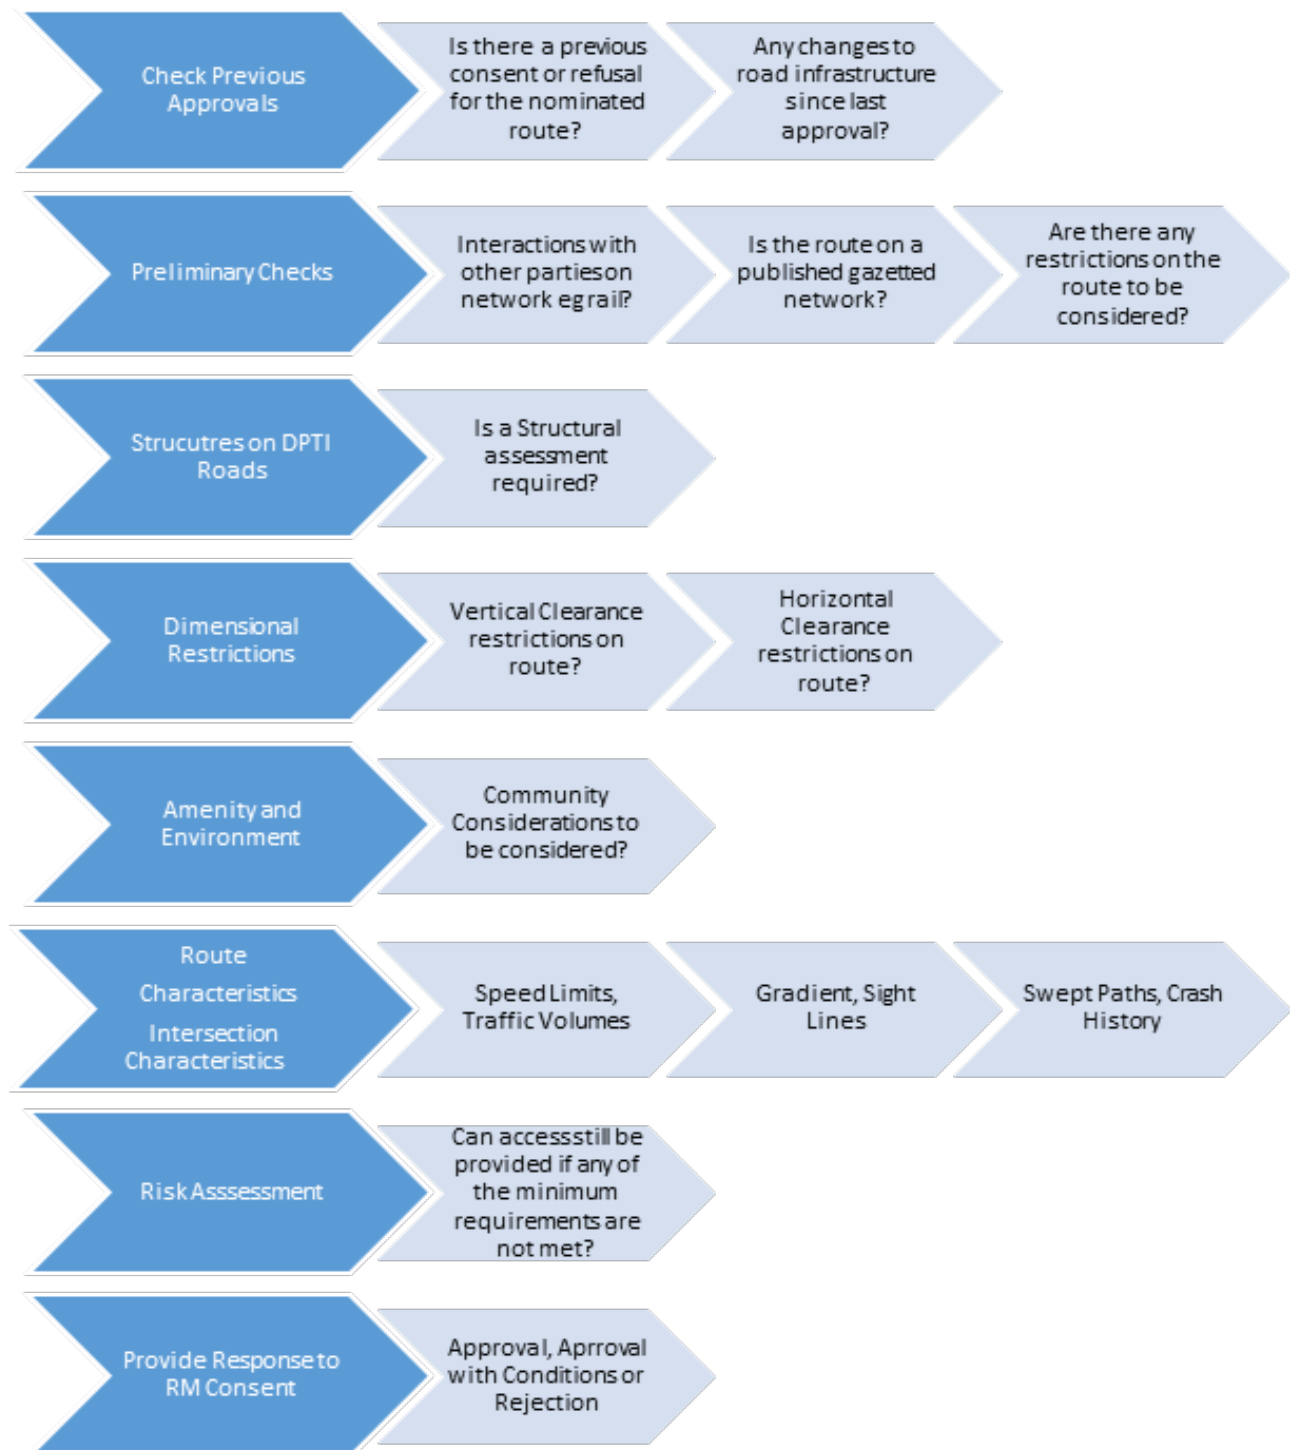 Check Previous
Approvals
Is there a previous
consent or refusal
for the nominated
route?
Any changes to
road infrastructure
since last
approval?
Preliminary Checks
Interactions with
other parties on
network eg rail?
Is the route on a
published gazetted
network?
Are there any
restrictions on the
route to be
considered?
Strucutres on DPTI
Roads
Is a Structural
assessment
required?
Dimensional
Restrictions
Vertical Clearance
restrictions on
route?
Horizontal
Clearance
restrictions on
route?
Amenity and
Environment
Community
Considerations to
be considered?
Route
Characteristics
Intersection
Characteristics
Speed Limits,
Traffic Volumes
Gradient, Sight
Lines
Swept Paths, Crash
History
Risk Asssessment
Can access still be
provided if any of
the minimum
requirements are
not met?
Provide Response to
RM Consent
Approval, Aprroval
with Conditions or
Rejection